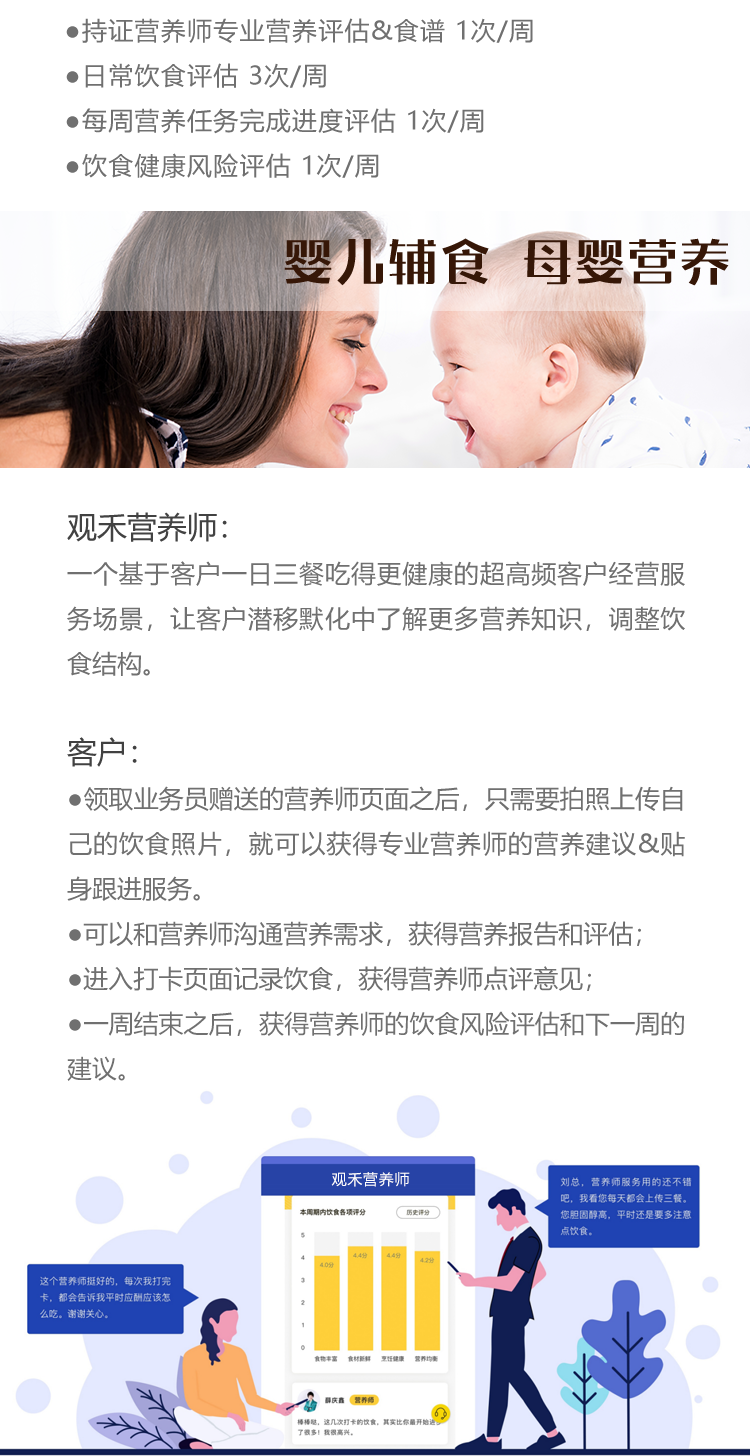 ●持证营养师专业营养评估&食谱 1次/周
●日常饮食评估 3次/周
●每周营养任务完成进度评估 1次/周
●饮食健康风险评估 1次/周
婴儿辅食 母婴营养
观禾营养师：
一个基于客户一日三餐吃得更健康的超高频客户经营服
务场景，让客户潜移默化中了解更多营养知识，调整饮
食结构。
客户：
●领取业务员赠送的营养师页面之后，只需要拍照上传自
己的饮食照片，就可以获得专业营养师的营养建议&贴
身跟进服务。
●可以和营养师沟通营养需求，获得营养报告和评估；
●进入打卡页面记录饮食，获得营养师点评意见；
●一周结束之后，获得营养师的饮食风险评估和下一周的
建议。
观禾营养师
本周期内饮食各项评分
历史评分
5
4
3
2
1
0
4.0分
4.4分
4.4分
4.2分
食物丰富
食材新鲜
烹饪健康
营养均衡
薛庆鑫
营养师
棒棒哒，这几次打卡的饮食，其实比你最开始进步
了很多！我很高兴。
这个营养师挺好的，每次我打完
卡，都会告诉我平时应酬应该怎
么吃。谢谢关心。
刘总，营养师服务用的还不错
吧，我看您每天都会上传三餐。
您胆固醇高，平时还是要多注意
点饮食。